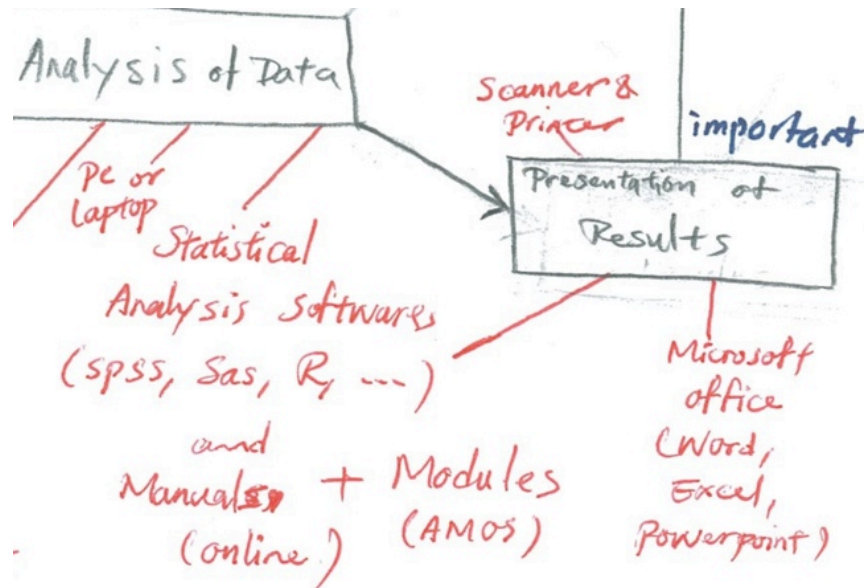 Analysis of Data
Scanner &
Printer
important
Presentation of
Results
PC or
laptop
Statistical
Analysis Softwares
(SPSS, Sas, R, ...)
and
Manuals
(online)
+ Modules
(AMOS)
Microsoft
office
(Word,
Excel,
Powerpoint)